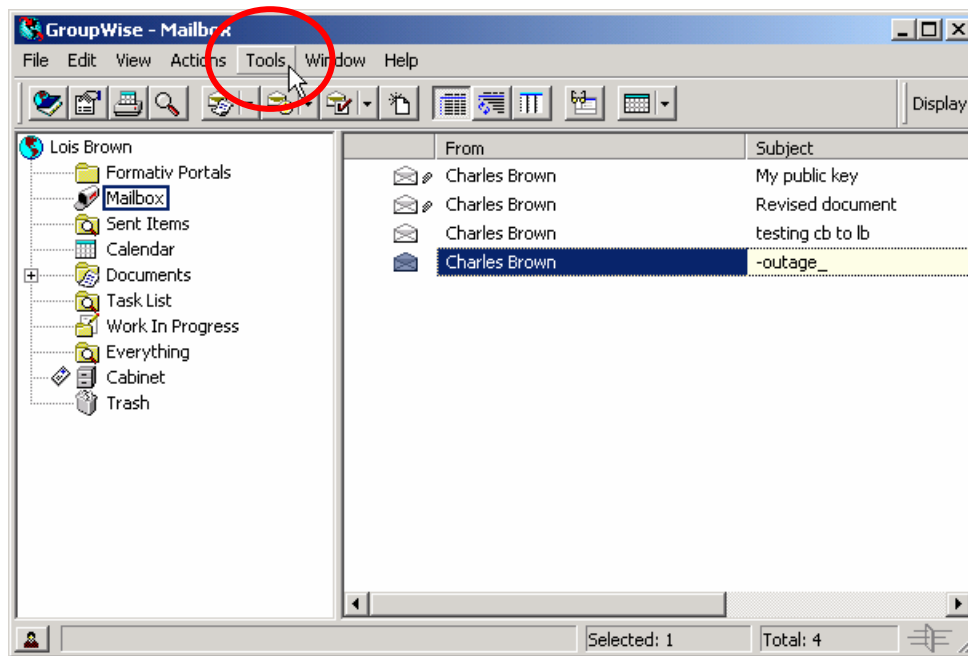 GroupWise - Mailbox
File Edit View Actions Tools Window Help
Display
Lois Brown
Formativ Portals
Mailbox
Sent Items
Calendar
Documents
Task List
Work In Progress
Everything
Cabinet
Trash
From Subject
Charles Brown My public key
Charles Brown Revised document
Charles Brown testing cb to lb
Charles Brown -outage_
Selected: 1 Total: 4